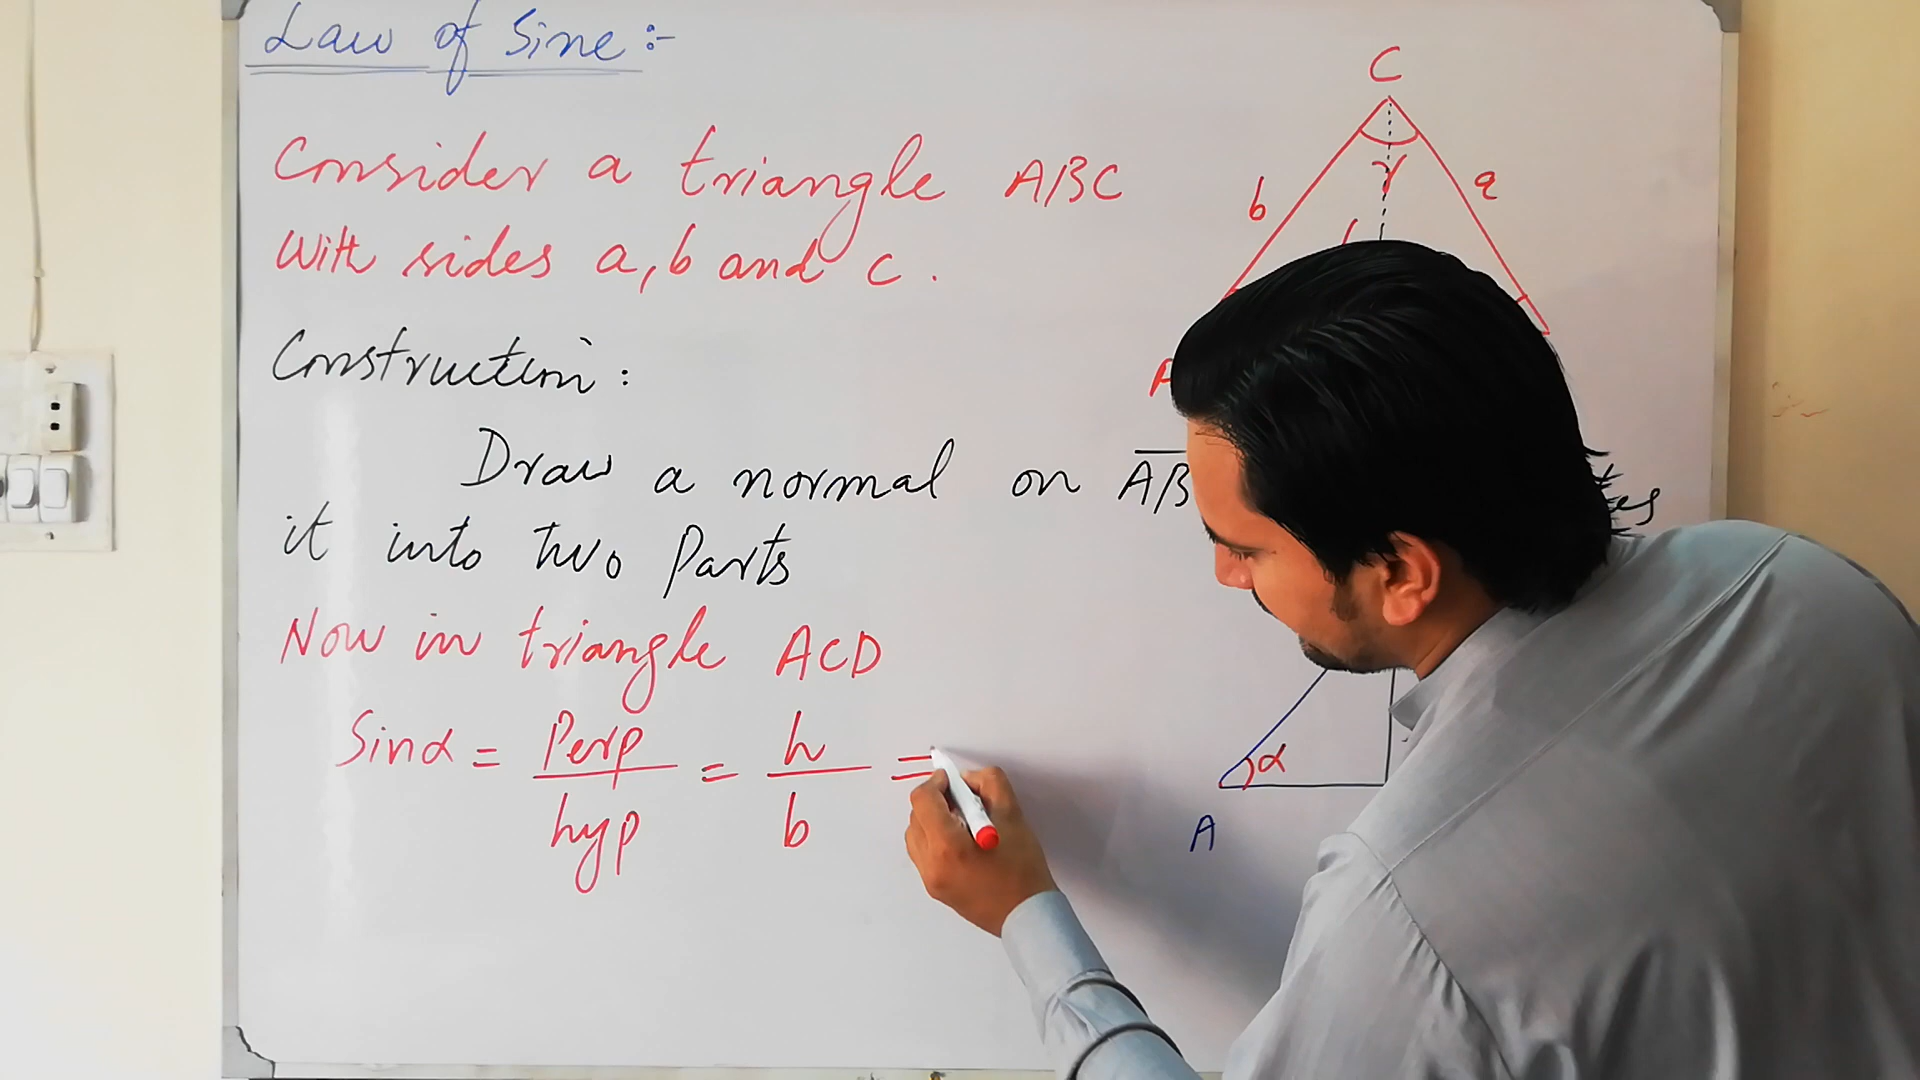 Law of Sine :-
Consider a triangle ABC
With sides a, b and c.
Construction:
Draw a normal on AB
it into two Parts
Now in triangle ACD
Sinα = Perp/hyp = h/b =
C
b
γ
a
α
A